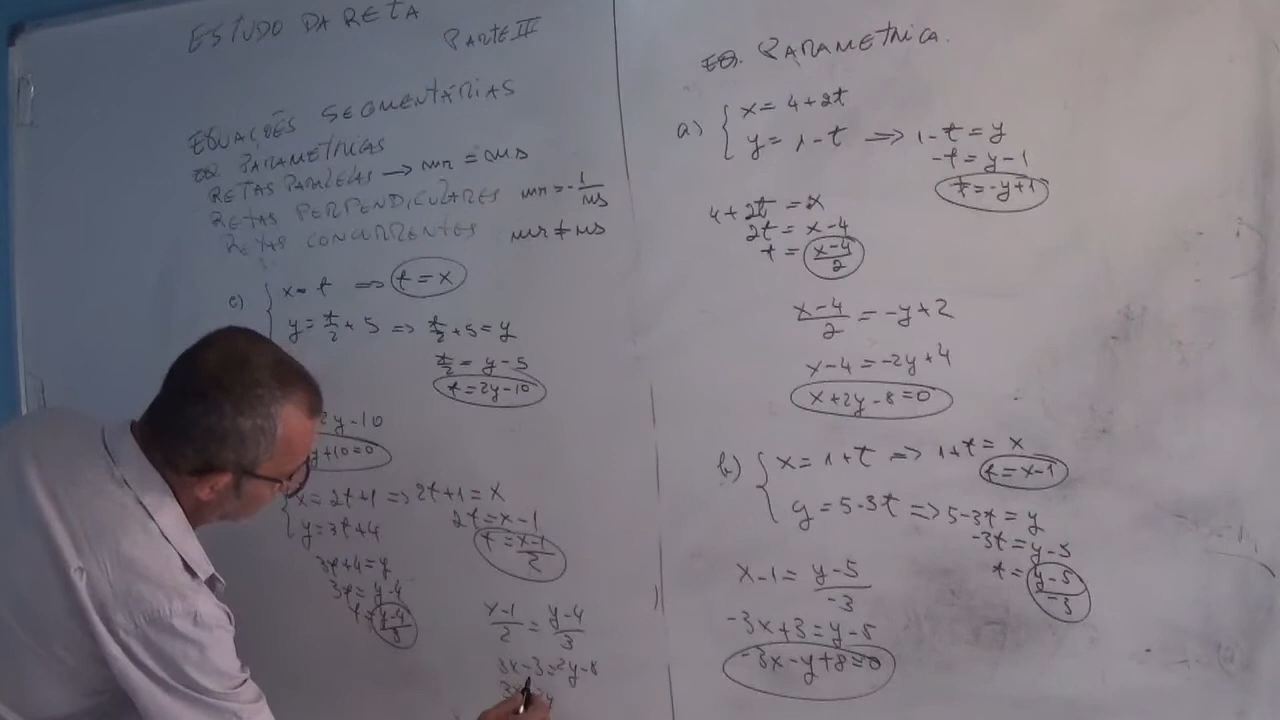 ESTUDO DA RETA
PARTE III
EQUAÇÕES SEGMENTÁRIAS
EQ. PARAMETRICAS
RETAS PARALELAS → mr = ms
RETAS PERPENDICULARES mr = -1/ms
RETAS CONCORRENTES mr ≠ ms
c) x = t ⇒ t = x
y = t/2 + 5 ⇒ t/2 + 5 = y
t/2 = y - 5
t = 2y - 10
2y - 10
y + 10 = 0
x = 2t + 1 ⇒ 2t + 1 = x
y = 3t + 4
2t = x - 1
t = x-1/2
3t + 4 = y
3t = y - 4
t = y-4/3
x-1/2 = y-4/3
3x - 3 = 2y - 8
EQ. PARAMETRICA.
a) x = 4 + 2t
y = 1 - t ⇒ 1 - t = y
-t = y - 1
t = -y + 1
4 + 2t = x
2t = x - 4
t = x-4/2
x-4/2 = -y + 2
x - 4 = -2y + 4
x + 2y - 8 = 0
b) x = 1 + t ⇒ 1 + t = x
t = x - 1
y = 5 - 3t ⇒ 5 - 3t = y
-3t = y - 5
t = y-5/-3
x - 1 = y-5/-3
-3x + 3 = y - 5
-3x - y + 8 = 0